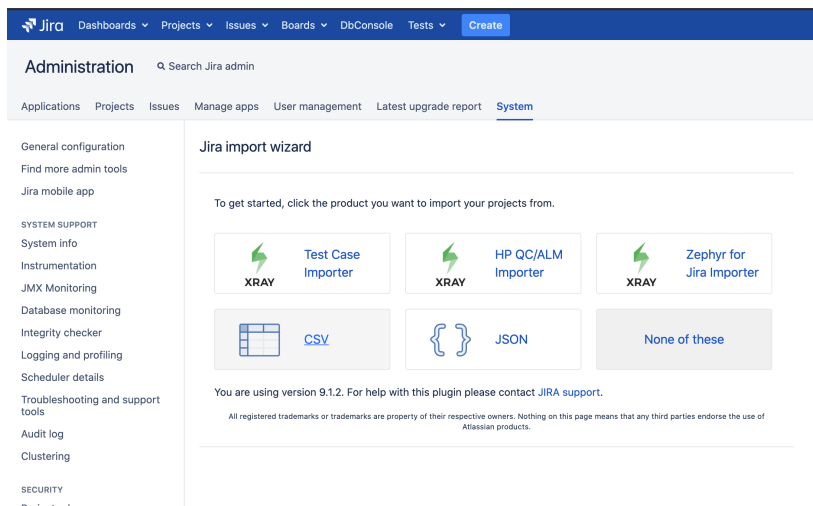 Jira Dashboards Projects Issues Boards DbConsole Tests Create
Administration Search Jira admin
Applications Projects Issues Manage apps User management Latest upgrade report System
General configuration
Find more admin tools
Jira mobile app
SYSTEM SUPPORT
System info
Instrumentation
JMX Monitoring
Database monitoring
Integrity checker
Logging and profiling
Scheduler details
Troubleshooting and support
tools
Audit log
Clustering
SECURITY
Jira import wizard
To get started, click the product you want to import your projects from.
XRAY
Test Case
Importer
XRAY
HP QC/ALM
Importer
XRAY
Zephyr for
Jira Importer
CSV
{ } JSON
None of these
You are using version 9.1.2. For help with this plugin please contact JIRA support.
All registered trademarks or trademarks are property of their respective owners. Nothing on this page means that any third parties endorse the use of
Atlassian products.